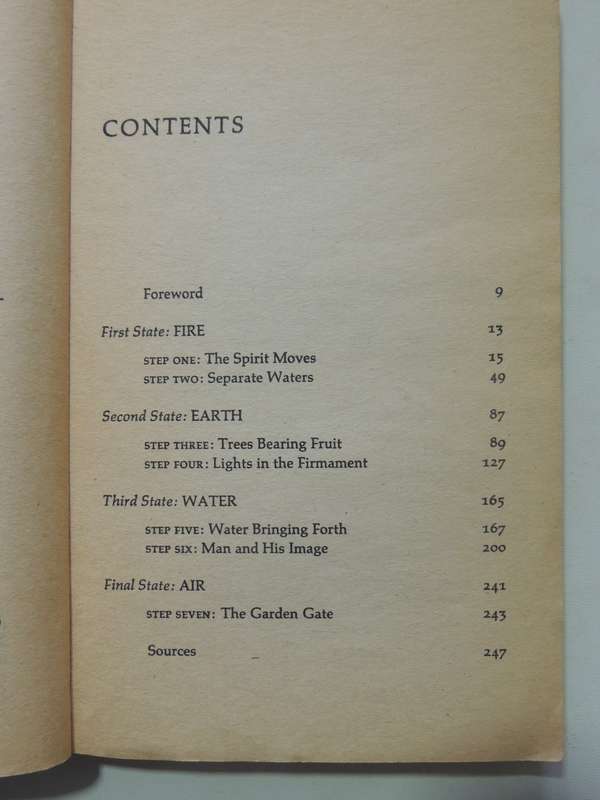 CONTENTS
Foreword 9
First State: FIRE 13
STEP ONE: The Spirit Moves 15
STEP TWO: Separate Waters 49
Second State: EARTH 87
STEP THREE: Trees Bearing Fruit 89
STEP FOUR: Lights in the Firmament 127
Third State: WATER 165
STEP FIVE: Water Bringing Forth 167
STEP SIX: Man and His Image 200
Final State: AIR 241
STEP SEVEN: The Garden Gate 243
Sources 247